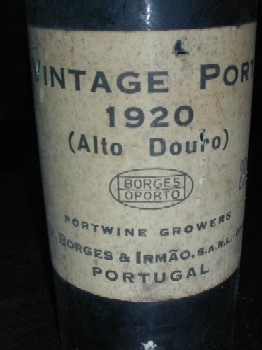 VINTAGE PORT
1920
(Alto Douro)
BORGES
OPORTO
PORTWINE GROWERS
BORGES & IRMÃO, S.A.R.L.
PORTUGAL